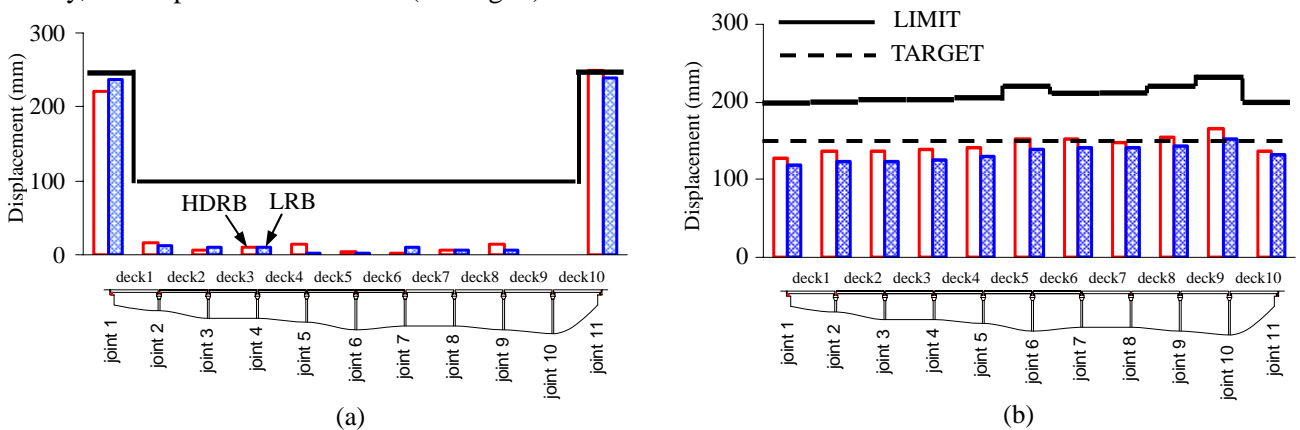 300
200
100
0
Displacement (mm)
HDRB
LRB
deck1 deck2 deck3 deck4 deck5 deck6 deck7 deck8 deck9 deck10
joint 1
joint 2
joint 3
joint 4
joint 5
joint 6
joint 7
joint 8
joint 9
joint 10
joint 11
(a)
LIMIT
TARGET
300
200
100
0
Displacement (mm)
deck1 deck2 deck3 deck4 deck5 deck6 deck7 deck8 deck9 deck10
joint 1
joint 2
joint 3
joint 4
joint 5
joint 6
joint 7
joint 8
joint 9
joint 10
joint 11
(b)